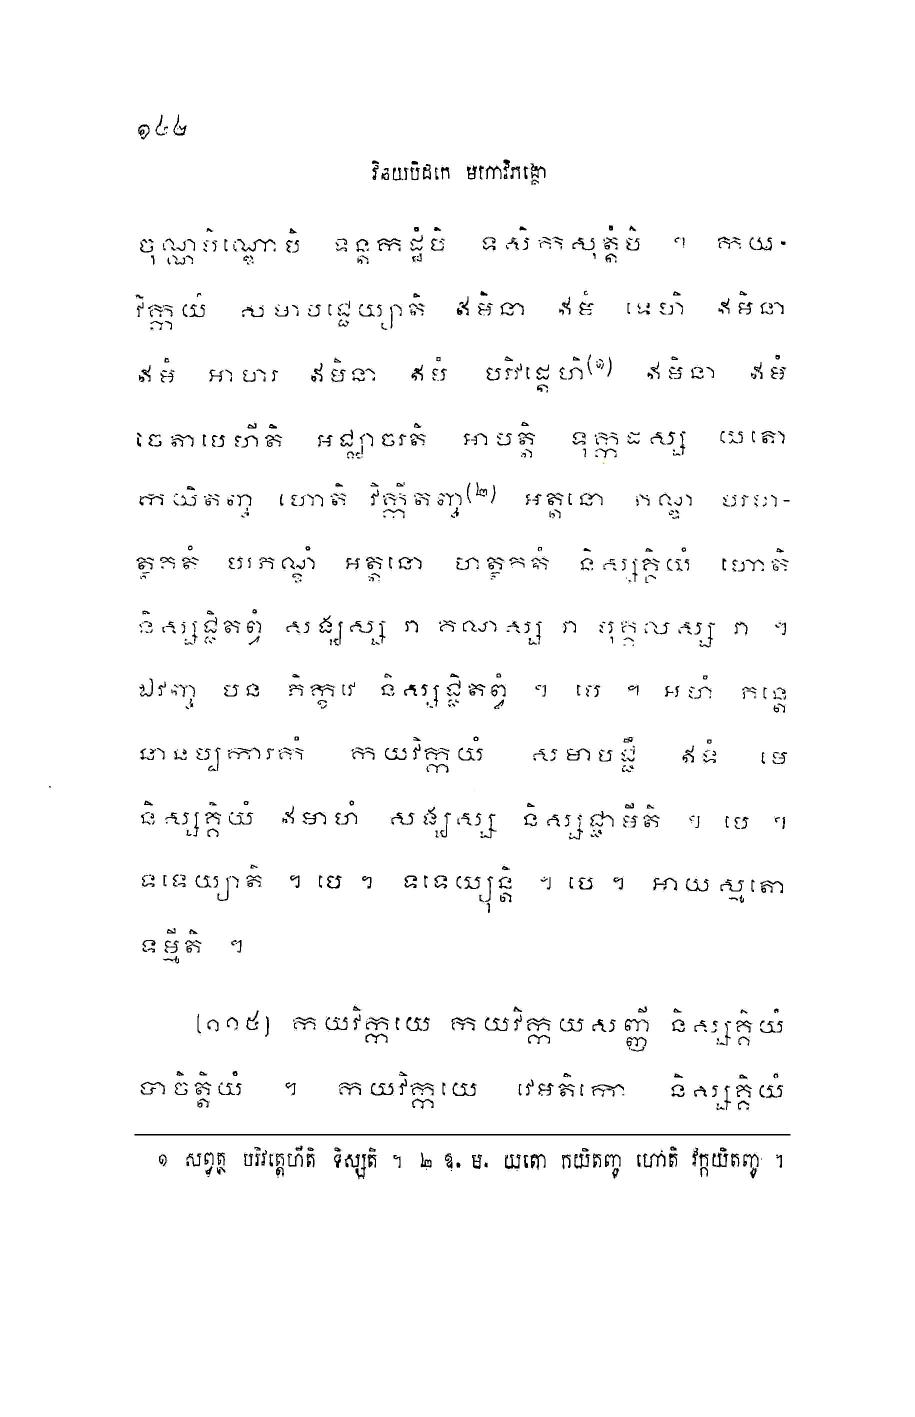 ១៤២
វិនយបិដកេ មហាវិភង្គោ
ចុណ្ណបិណ្ឌោបិ ទន្តកដ្ឋំបិ ទសិកសុត្តំបិ ។ កយ-
វិក្កយំ សមាបជ្ជេយ្យាតិ ឥមិនា ឥមំ ទេហិ ឥមិនា
ឥមំ អាហរ ឥមិនា ឥមំ បរិវដ្តេហិ(១) ឥមិនា ឥមំ
ចេតាបេហីតិ អជ្ឈាចរតិ អាបត្តិ ទុក្កដស្ស យតោ
កយិតញ្ច ហោតិ វិក្កីតញ្ច(២) អត្តនោ ភណ្ឌំ បរហ-
ត្ថគតំ បរភណ្ឌំ អត្តនោ ហត្ថគតំ និស្សគ្គិយំ ហោតិ
និស្សជ្ជិតព្វំ សង្ឃស្ស វា គណស្ស វា បុគ្គលស្ស វា ។
ឯវញ្ច បន ភិក្ខវេ និស្សជ្ជិតព្វំ ។ បេ ។ អហំ ភន្តេ
នានប្បការកំ កយវិក្កយំ សមាបជ្ជឹ ឥទំ មេ
និស្សគ្គិយំ ឥមាហំ សង្ឃស្ស និស្សជ្ជាមីតិ ។ បេ ។
ទទេយ្យាតិ ។ បេ ។ ទទេយ្យុន្តិ ។ បេ ។ អាយស្មតោ
ទម្មីតិ ។
(១១៥) កយវិក្កយេ កយវិក្កយសញ្ញី និស្សគ្គិយំ
បាចិត្តិយំ ។ កយវិក្កយេ វេមតិកោ និស្សគ្គិយំ
១ សព្វត្ថ បរិវត្តេហីតិ ទិស្សតិ ។ ២ ឧ. ម. យតោ កយិតញ្ច ហោតិ វិក្កយិតញ្ច ។